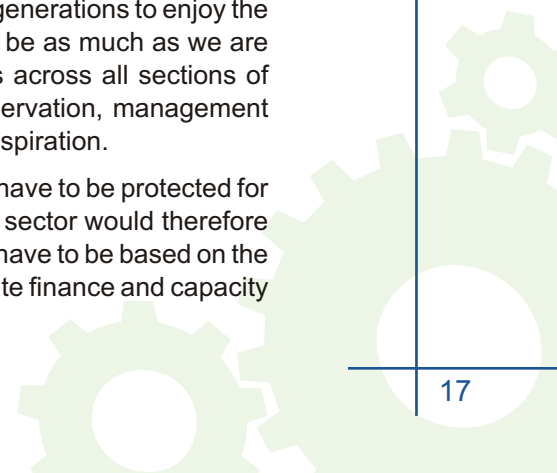 generations to enjoy the
be as much as we are
across all sections of
ervation, management
spiration.
have to be protected for
sector would therefore
have to be based on the
te finance and capacity
17